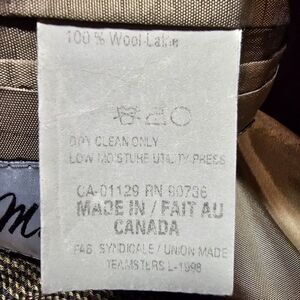 100 % Wool-Laine
DRY CLEAN ONLY
LOW MOISTURE UTILITY PRESS
CA-01129 RN 90736
MADE IN / FAIT AU
CANADA
FAB SYNDICALE / UNION MADE
TEAMSTERS L-1998